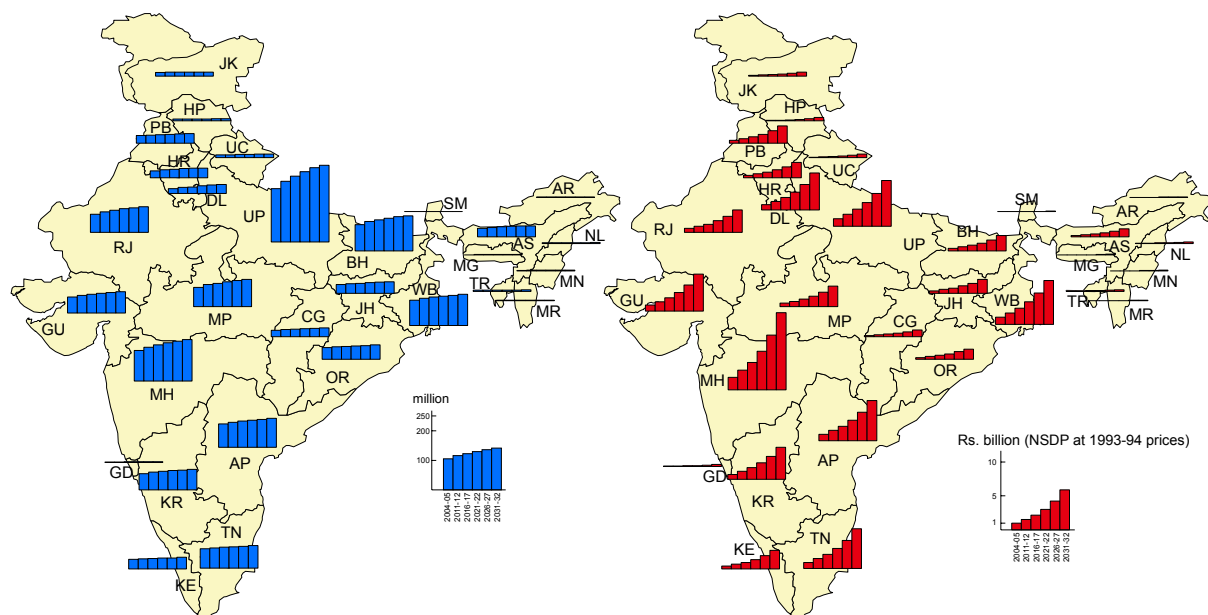 JK
HP
PB
UC
HR
DL
UP
SM
AR
RJ
BH
AS
NL
MG
MN
TR
MR
GU
MP
CG
JH
WB
OR
MH
AP
GD
KR
TN
KE
million
250
200
100
2004-05
2011-12
2016-17
2021-22
2026-27
2031-32
JK
HP
PB
UC
HR
DL
UP
SM
AR
RJ
BH
AS
NL
MG
MN
TR
MR
GU
MP
CG
JH
WB
OR
MH
AP
GD
KR
TN
KE
Rs. billion (NSDP at 1993-94 prices)
10
5
1
2004-05
2011-12
2016-17
2021-22
2026-27
2031-32